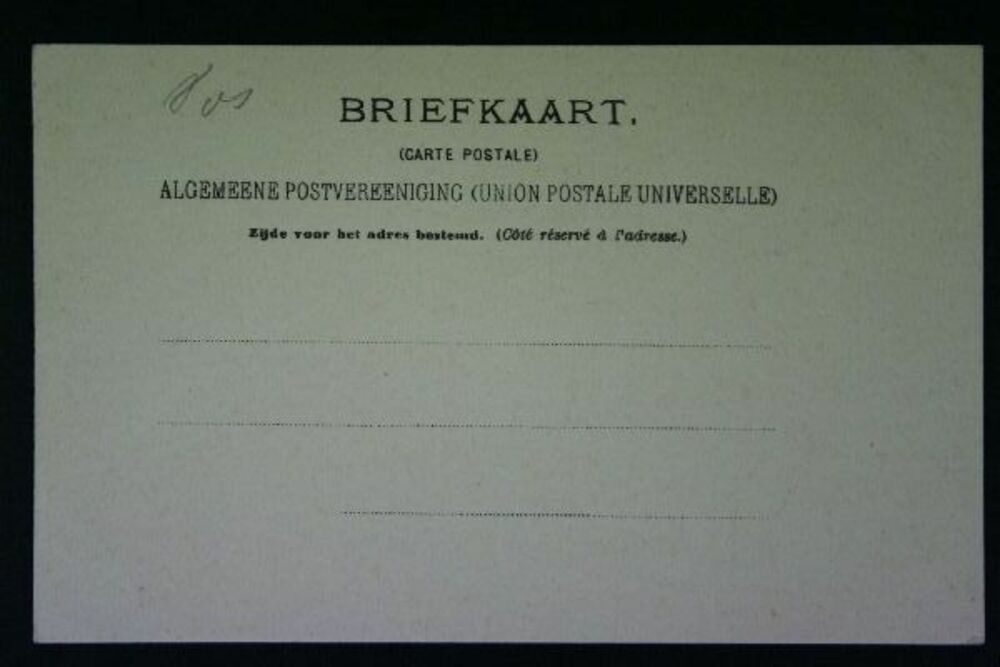 BRIEFKAART.
(CARTE POSTALE)
ALGEMEENE POSTVEREENIGING (UNION POSTALE UNIVERSELLE)
Zijde voor het adres bestemd. (Côté réservé à l'adresse.)